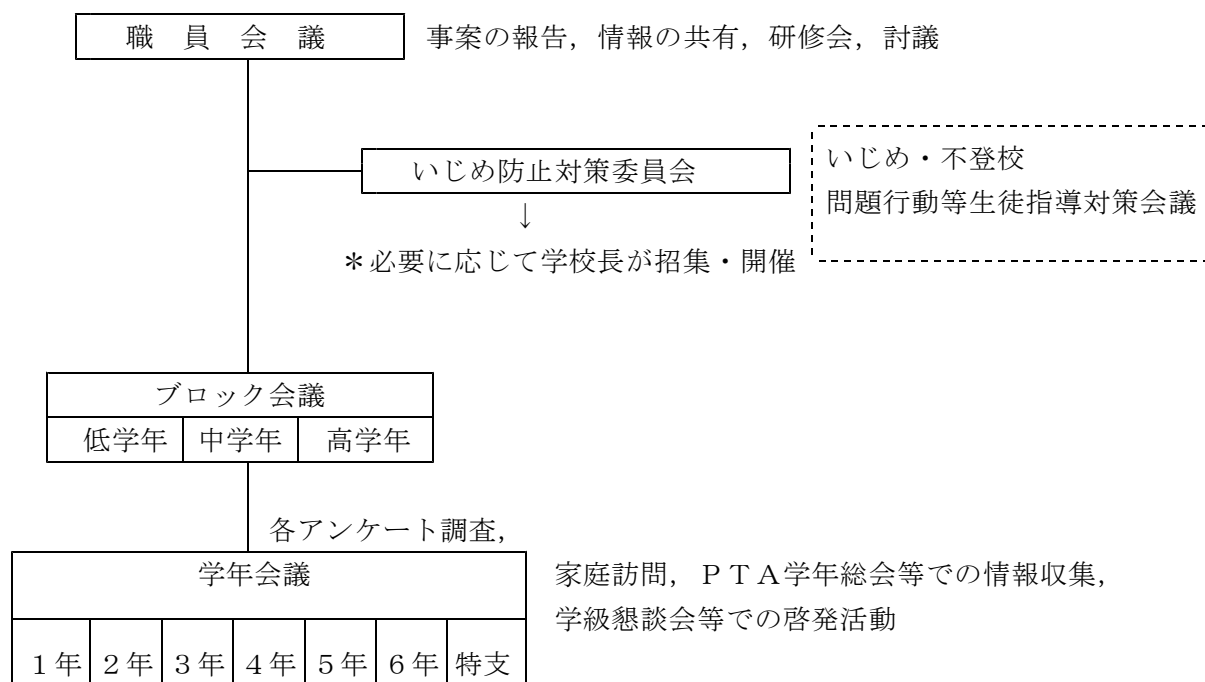 職　員　会　議
事案の報告，情報の共有，研修会，討議
いじめ防止対策委員会
いじめ・不登校
問題行動等生徒指導対策会議
↓
＊必要に応じて学校長が招集・開催
ブロック会議
低学年 中学年 高学年
各アンケート調査，
学年会議
家庭訪問，ＰＴＡ学年総会等での情報収集，
学級懇談会等での啓発活動
１年 ２年 ３年 ４年 ５年 ６年 特支